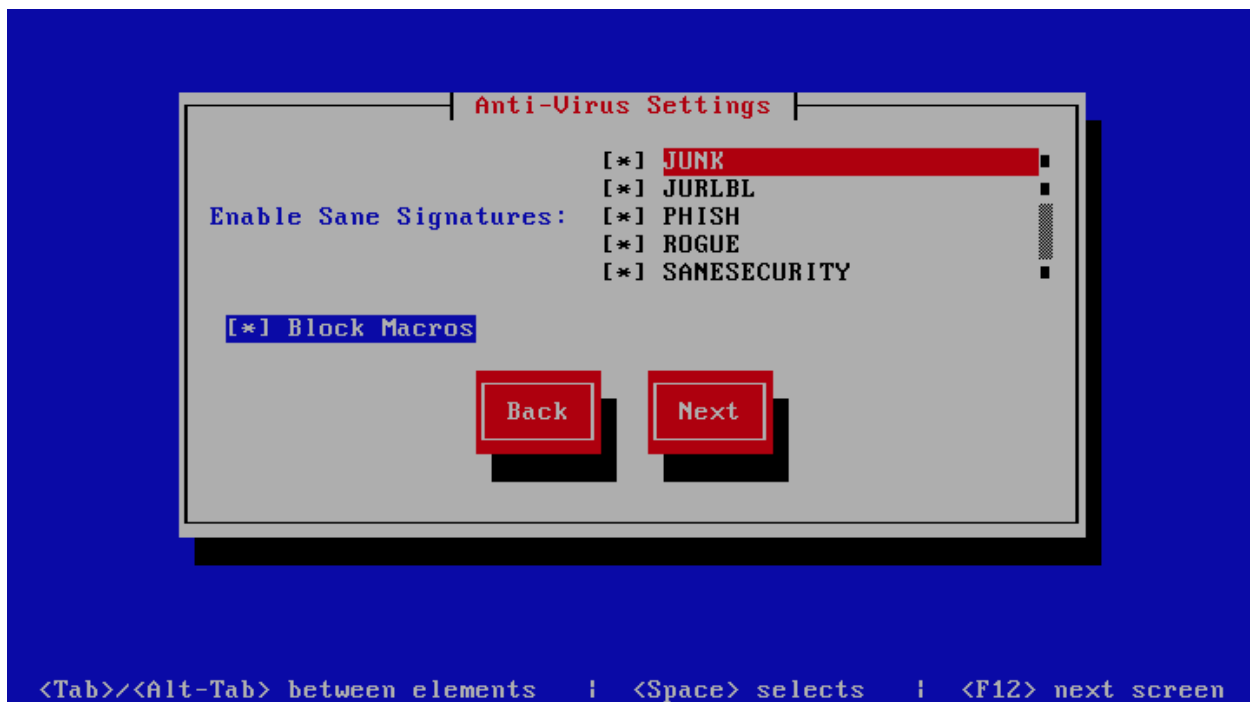 Anti-Virus Settings
[*] JUNK
[*] JURLBL
Enable Sane Signatures: [*] PHISH
[*] ROGUE
[*] SANESECURITY
[*] Block Macros
Back Next
<Tab>/<Alt-Tab> between elements | <Space> selects | <F12> next screen